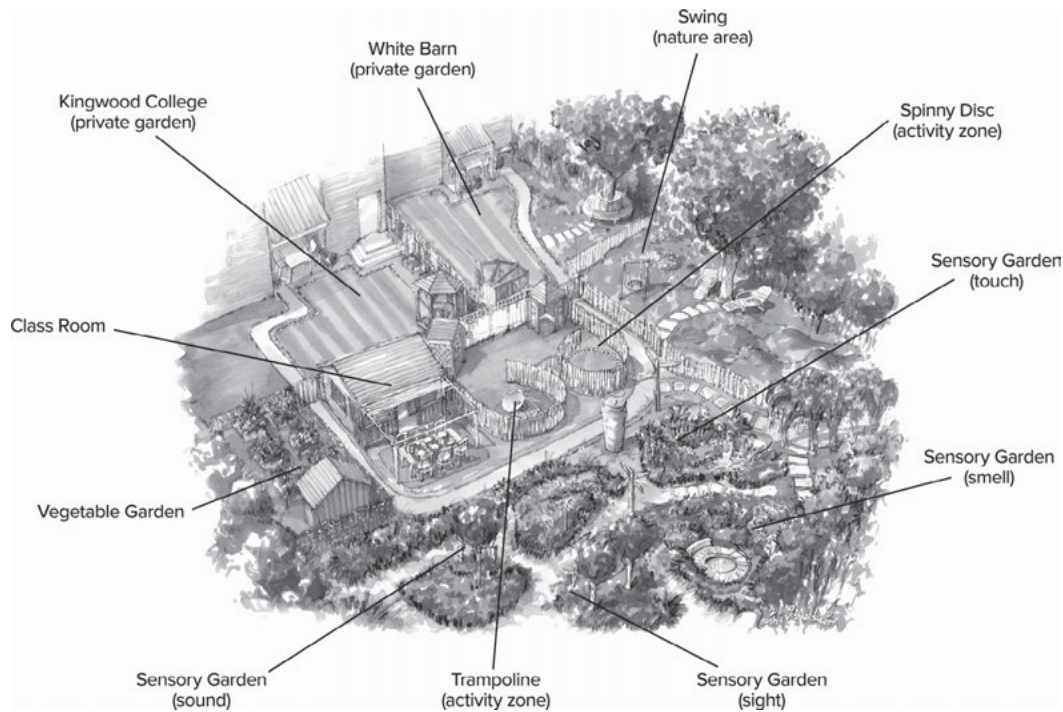 Swing
(nature area)
White Barn
(private garden)
Kingwood College
(private garden)
Spinny Disc
(activity zone)
Sensory Garden
(touch)
Class Room
Sensory Garden
(smell)
Vegetable Garden
Sensory Garden
(sound)
Trampoline
(activity zone)
Sensory Garden
(sight)